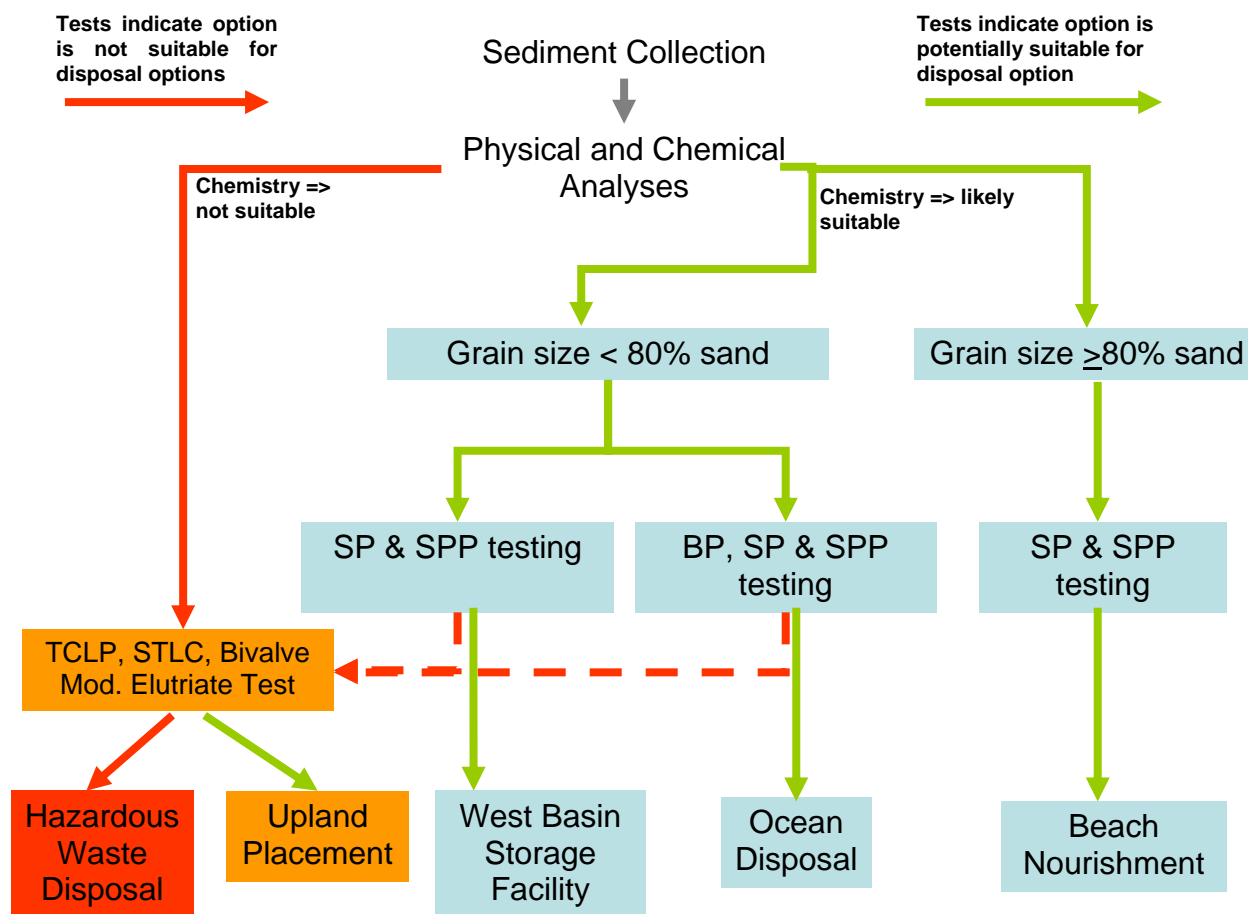 Tests indicate option
is not suitable for
disposal options
Sediment Collection
Tests indicate option is
potentially suitable for
disposal option
Physical and Chemical
Analyses
Chemistry =>
not suitable
Chemistry => likely
suitable
Grain size < 80% sand
Grain size ≥80% sand
SP & SPP testing
BP, SP & SPP
testing
SP & SPP
testing
TCLP, STLC, Bivalve
Mod. Elutriate Test
Hazardous
Waste
Disposal
Upland
Placement
West Basin
Storage
Facility
Ocean
Disposal
Beach
Nourishment